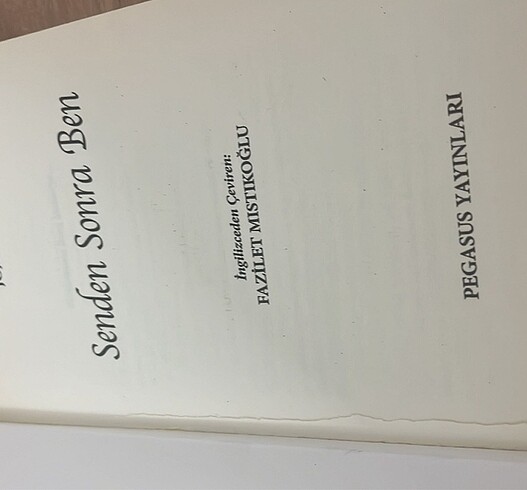 Senden Sonra Ben
İngilizceden Çeviren:
FAZİLET MISTIKOĞLU
PEGASUS YAYINLARI